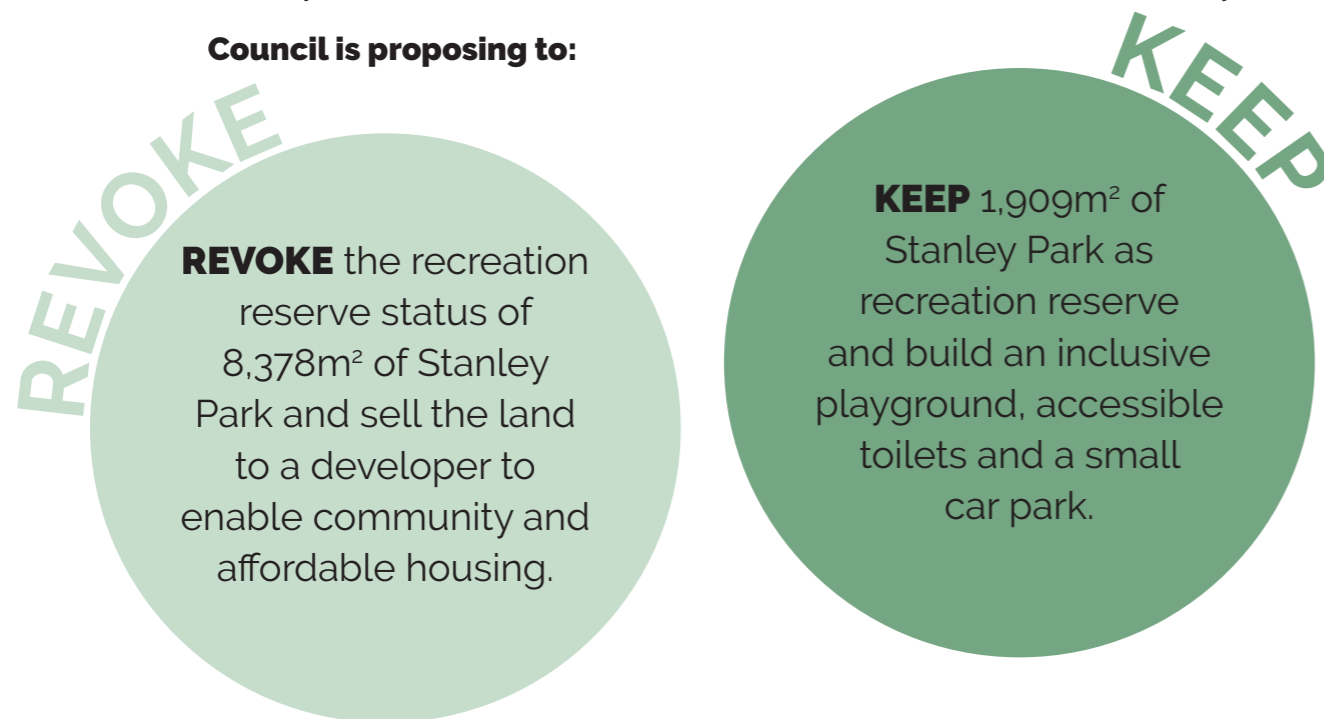 Council is proposing to:
REVOKE
REVOKE the recreation
reserve status of
8,378m² of Stanley
Park and sell the land
to a developer to
enable community and
affordable housing.
KEEP
KEEP 1,909m² of
Stanley Park as
recreation reserve
and build an inclusive
playground, accessible
toilets and a small
car park.